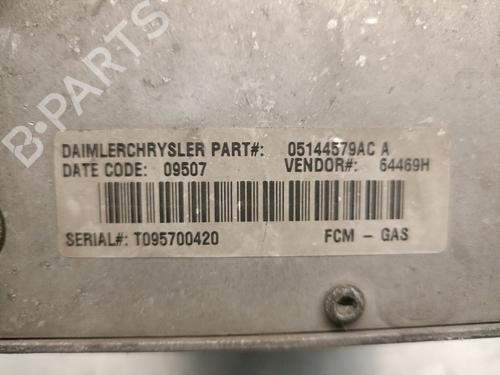 DAIMLERCHRYSLER PART#: 05144579AC A
DATE CODE: 09507 VENDOR#: 64469H
SERIAL#: T095700420 FCM - GAS
B-PARTS